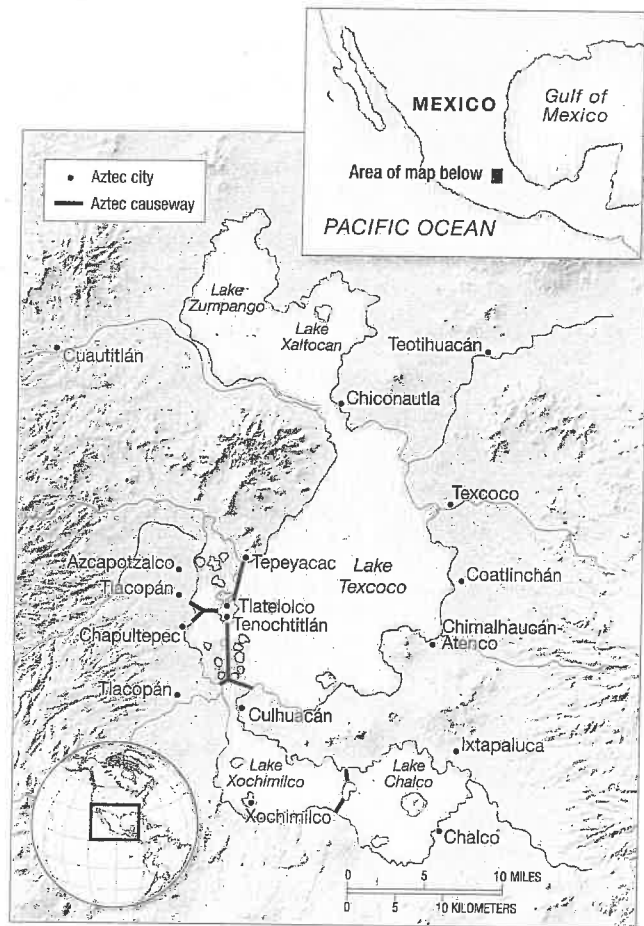 MEXICO
Gulf of
Mexico
Area of map below
PACIFIC OCEAN
Aztec city
Aztec causeway
Lake
Zumpango
Lake
Xaltocan
Cuautitlán
Teotihuacán
Chiconautla
Texcoco
Azcapotzalco
Tepeyacac
Lake
Texcoco
Coatlinchán
Tlacopán
Tlatelolco
Tenochtitlán
Chapultepec
Chimalhaucán-
Atenco
Tlacopán
Culhuacán
Ixtapaluca
Lake
Xochimilco
Lake
Chalco
Xochimilco
Chalco
0 5 10 MILES
0 5 10 KILOMETERS